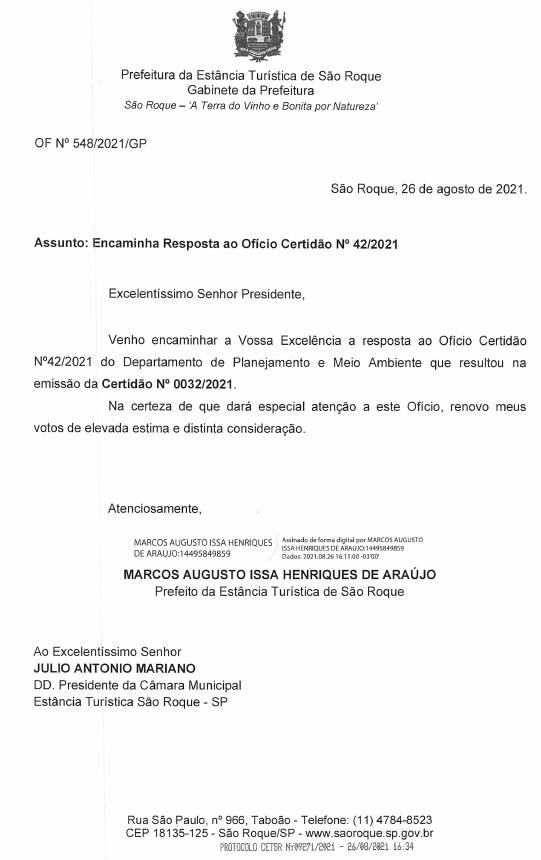 Prefeitura da Estância Turística de São Roque
Gabinete da Prefeitura
São Roque – 'A Terra do Vinho e Bonita por Natureza'
OF Nº 548/2021/GP
São Roque, 26 de agosto de 2021.
Assunto: Encaminha Resposta ao Ofício Certidão Nº 42/2021
Excelentíssimo Senhor Presidente,
Venho encaminhar a Vossa Excelência a resposta ao Ofício Certidão
Nº42/2021 do Departamento de Planejamento e Meio Ambiente que resultou na
emissão da Certidão Nº 0032/2021.
Na certeza de que dará especial atenção a este Ofício, renovo meus
votos de elevada estima e distinta consideração.
Atenciosamente,
MARCOS AUGUSTO ISSA HENRIQUES
DE ARAUJO:14495849859
Assinado de forma digital por MARCOS AUGUSTO
ISSA HENRIQUES DE ARAUJO:14495849859
Dados: 2021.08.26 16:11:00 -03'00'
MARCOS AUGUSTO ISSA HENRIQUES DE ARAÚJO
Prefeito da Estância Turística de São Roque
Ao Excelentíssimo Senhor
JULIO ANTONIO MARIANO
DD. Presidente da Câmara Municipal
Estância Turística São Roque - SP
Rua São Paulo, nº 966, Taboão - Telefone: (11) 4784-8523
CEP 18135-125 - São Roque/SP - www.saoroque.sp.gov.br
PROTOCOLO CETSR Nº09271/2021 - 26/08/2021 16:34